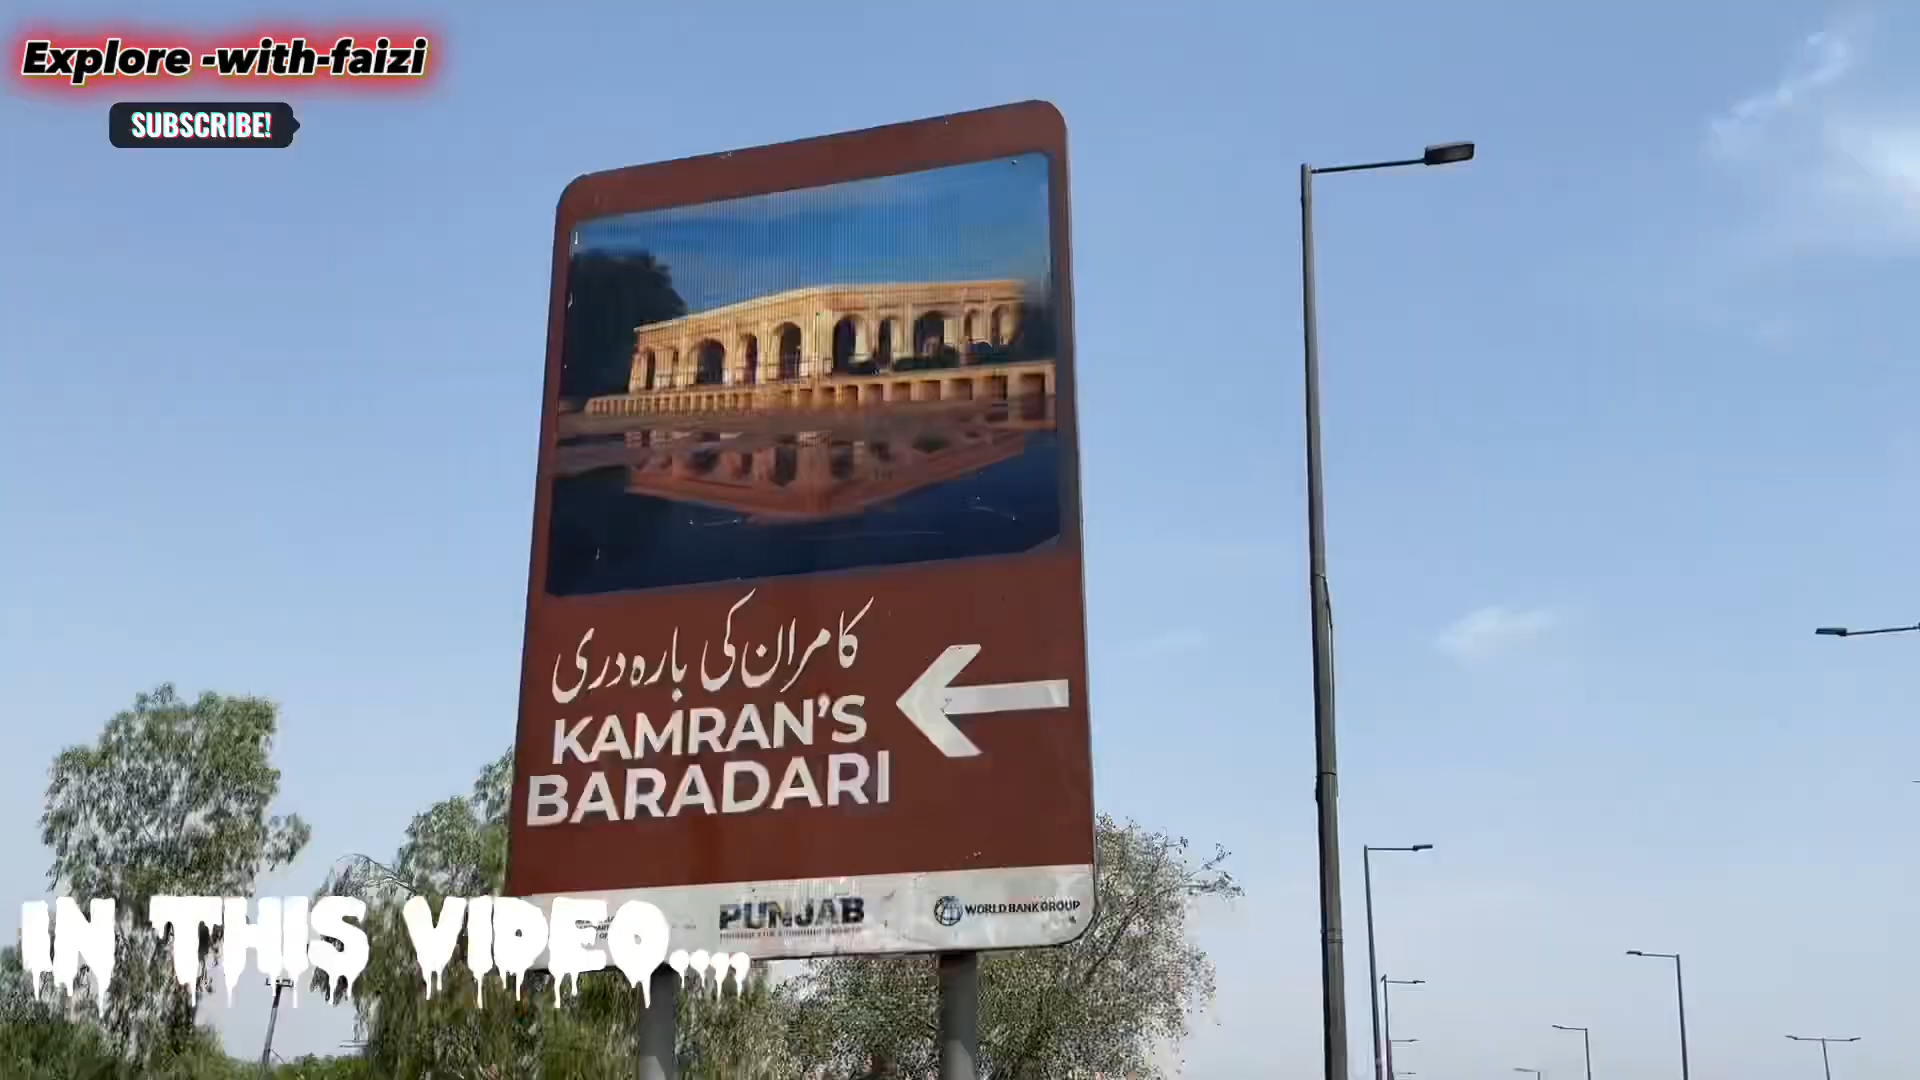 Explore -with-faizi
SUBSCRIBE!
کامران کی بارہ دری
KAMRAN'S
BARADARI
PUNJAB
WORLD BANK GROUP
IN THIS VIDEO....